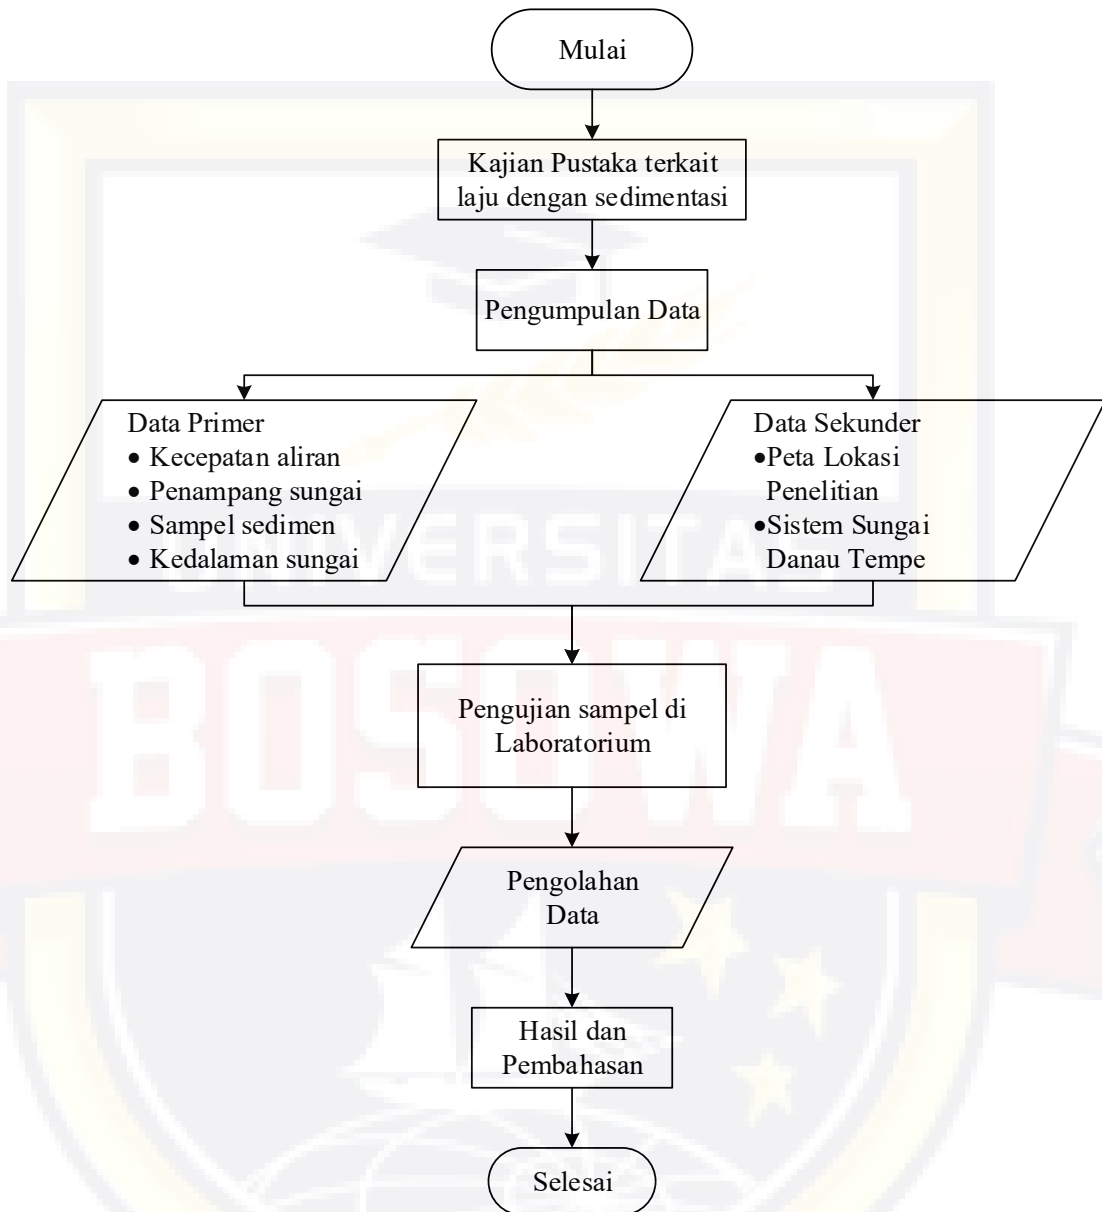 Mulai
Kajian Pustaka terkait
laju dengan sedimentasi
Pengumpulan Data
Data Primer
• Kecepatan aliran
• Penampang sungai
• Sampel sedimen
• Kedalaman sungai
Data Sekunder
•Peta Lokasi
Penelitian
•Sistem Sungai
Danau Tempe
UNIVERSITAS
BOSOWA
Pengujian sampel di
Laboratorium
Pengolahan
Data
Hasil dan
Pembahasan
Selesai